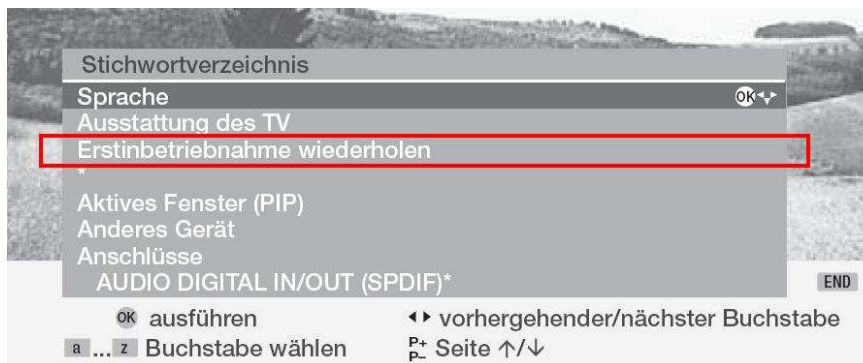 Stichwortverzeichnis
Sprache OK
Ausstattung des TV
Erstinbetriebnahme wiederholen
*
Aktives Fenster (PIP)
Anderes Gerät
Anschlüsse
AUDIO DIGITAL IN/OUT (SPDIF)*
END
OK ausführen vorhergehender/nächster Buchstabe
a ... z Buchstabe wählen P+ P– Seite ↑/↓